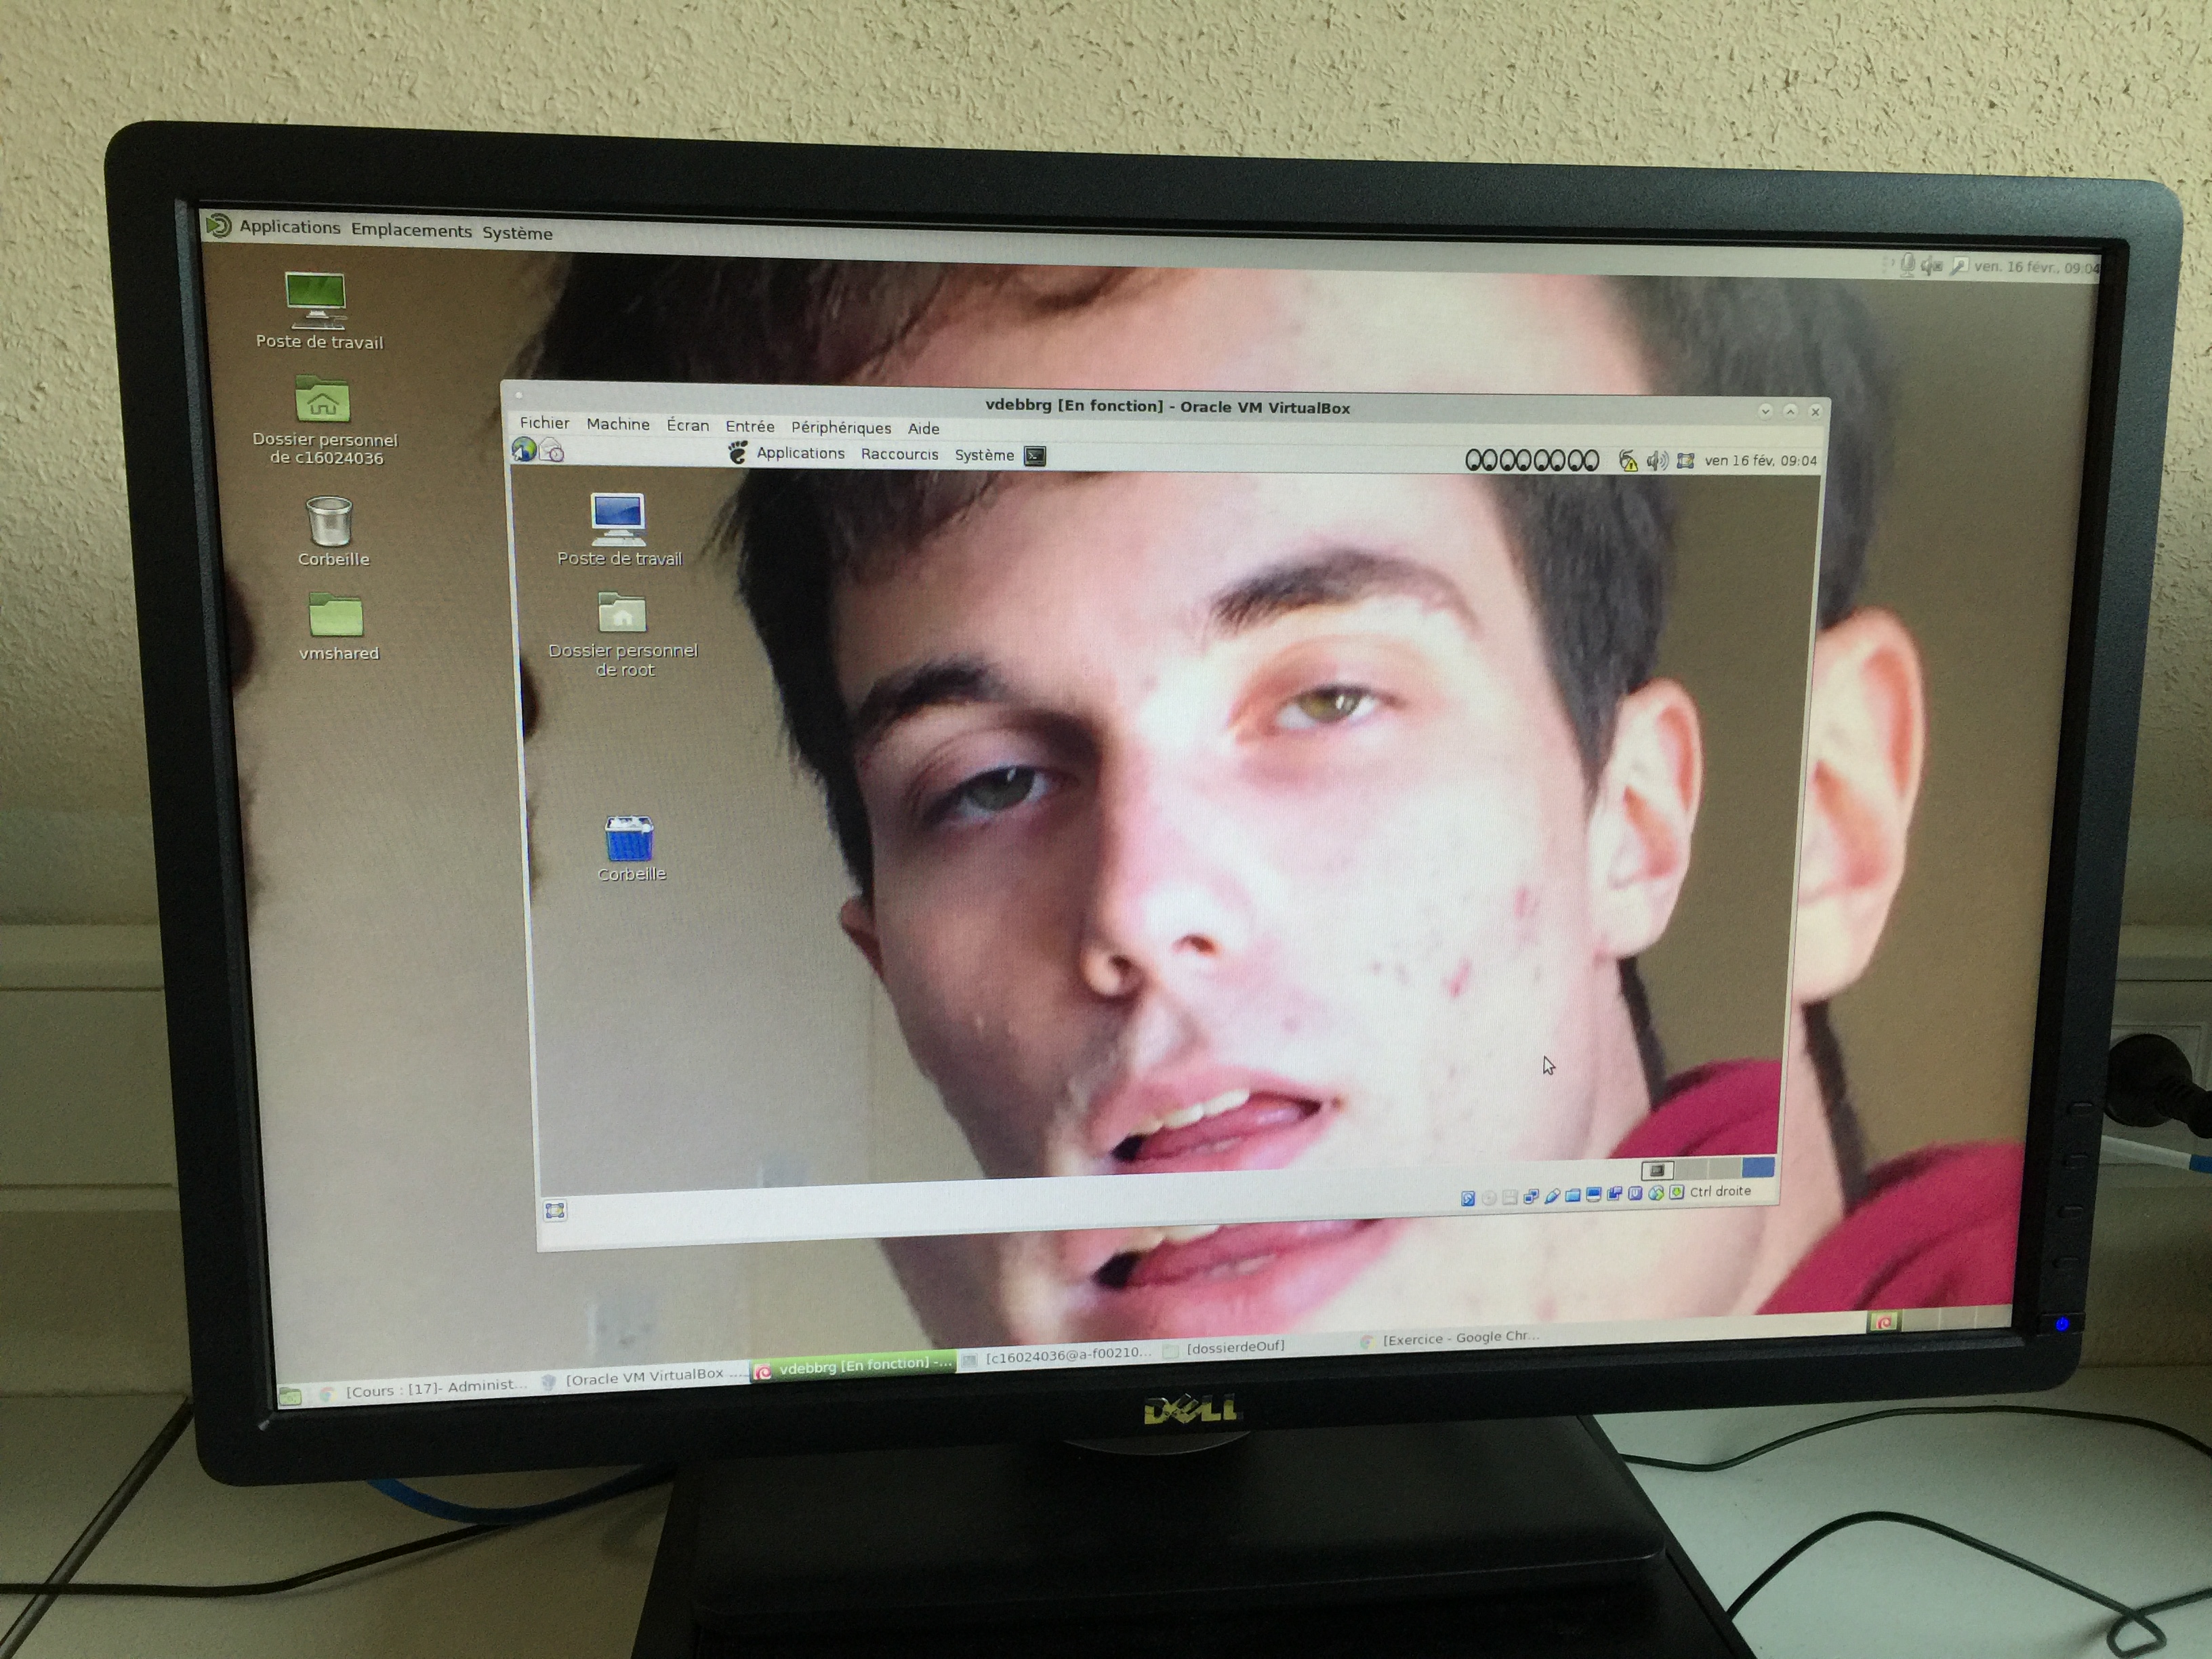 Applications Emplacements Système
ven. 16 févr., 09:04
Poste de travail
Dossier personnel
de c16024036
Corbeille
vmshared
vdebbrg [En fonction] - Oracle VM VirtualBox
Fichier Machine Écran Entrée Périphériques Aide
Applications Raccourcis Système
ven 16 fév, 09:04
Poste de travail
Dossier personnel
de root
Corbeille
Ctrl droite
[Cours : [17]- Administ...
[Oracle VM VirtualBox ...
vdebbrg [En fonction] -...
[c16024036@a-f00210...
[dossierdeOuf]
[Exercice - Google Chr...
DELL